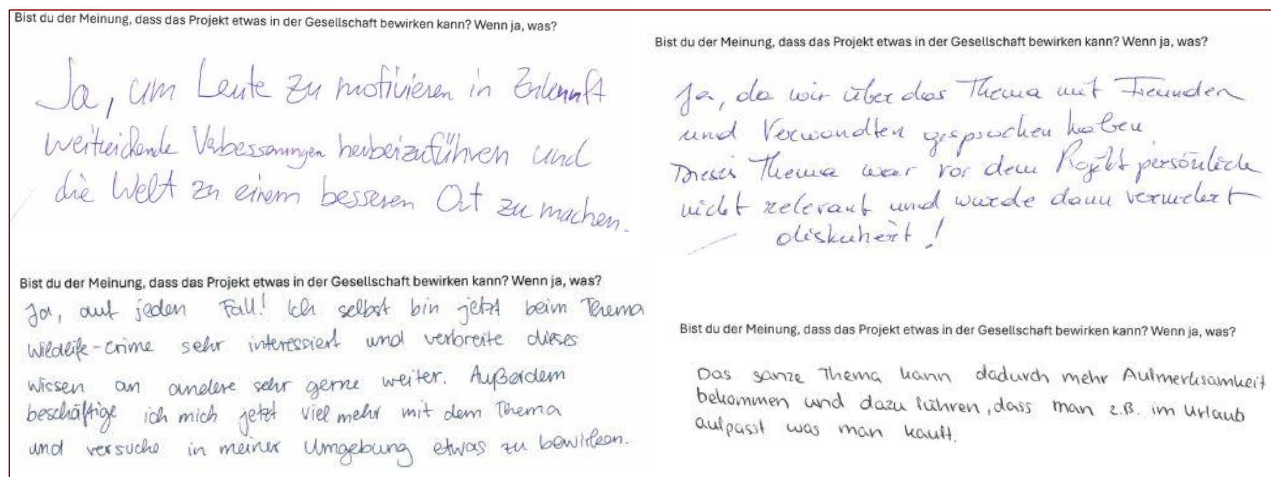 Bist du der Meinung, dass das Projekt etwas in der Gesellschaft bewirken kann? Wenn ja, was?
Ja, um Leute zu motivieren in Zukunft
weitreichende Verbesserungen herbeizuführen und
die Welt zu einem besseren Ort zu machen.
Bist du der Meinung, dass das Projekt etwas in der Gesellschaft bewirken kann? Wenn ja, was?
Ja, da wir über das Thema mit Freunden
und Verwandten gesprochen haben.
Dieses Thema war vor dem Projekt persönlich
nicht relevant und wurde dann vermehrt
diskutiert!
Bist du der Meinung, dass das Projekt etwas in der Gesellschaft bewirken kann? Wenn ja, was?
Ja, auf jeden Fall! Ich selbst bin jetzt beim Thema
Wildlife-Crime sehr interessiert und verbreite dieses
Wissen an andere sehr gerne weiter. Außerdem
beschäftige ich mich jetzt viel mehr mit dem Thema
und versuche in meiner Umgebung etwas zu bewirken.
Bist du der Meinung, dass das Projekt etwas in der Gesellschaft bewirken kann? Wenn ja, was?
Das ganze Thema kann dadurch mehr Aufmerksamkeit
bekommen und dazu führen, dass man z.B. im Urlaub
aufpasst was man kauft.